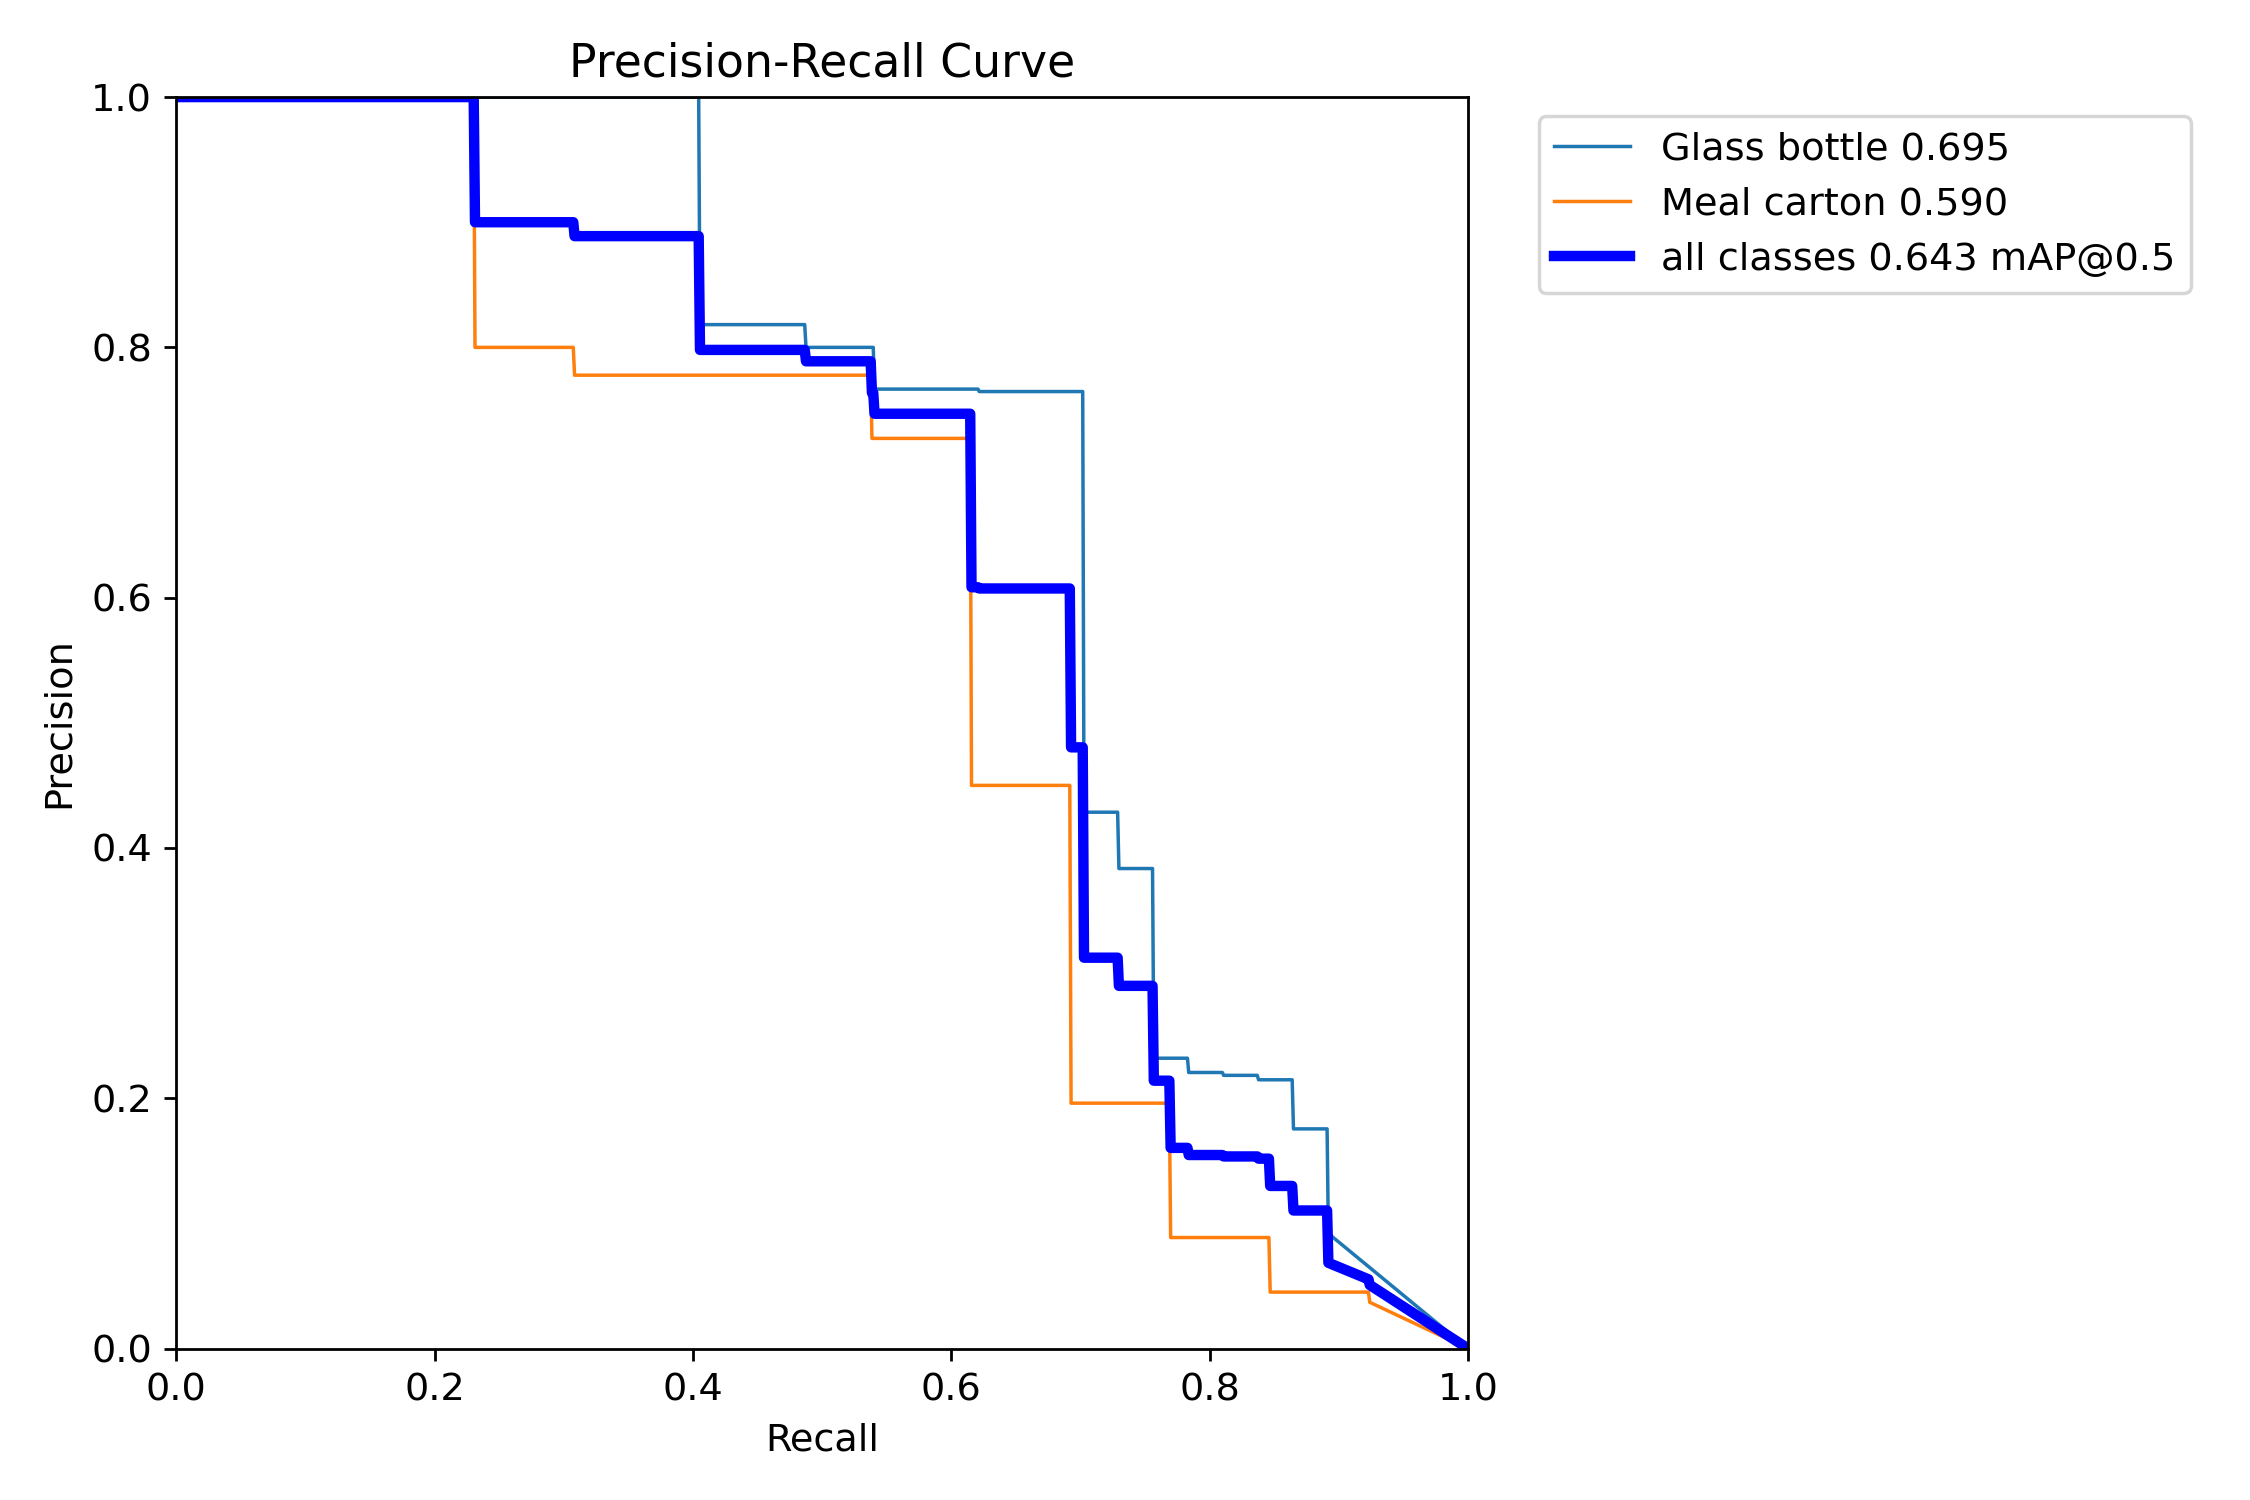 Precision-Recall Curve
1.0
0.8
0.6
0.4
0.2
0.0
Precision
0.0 0.2 0.4 0.6 0.8 1.0
Recall
Glass bottle 0.695
Meal carton 0.590
all classes 0.643 mAP@0.5